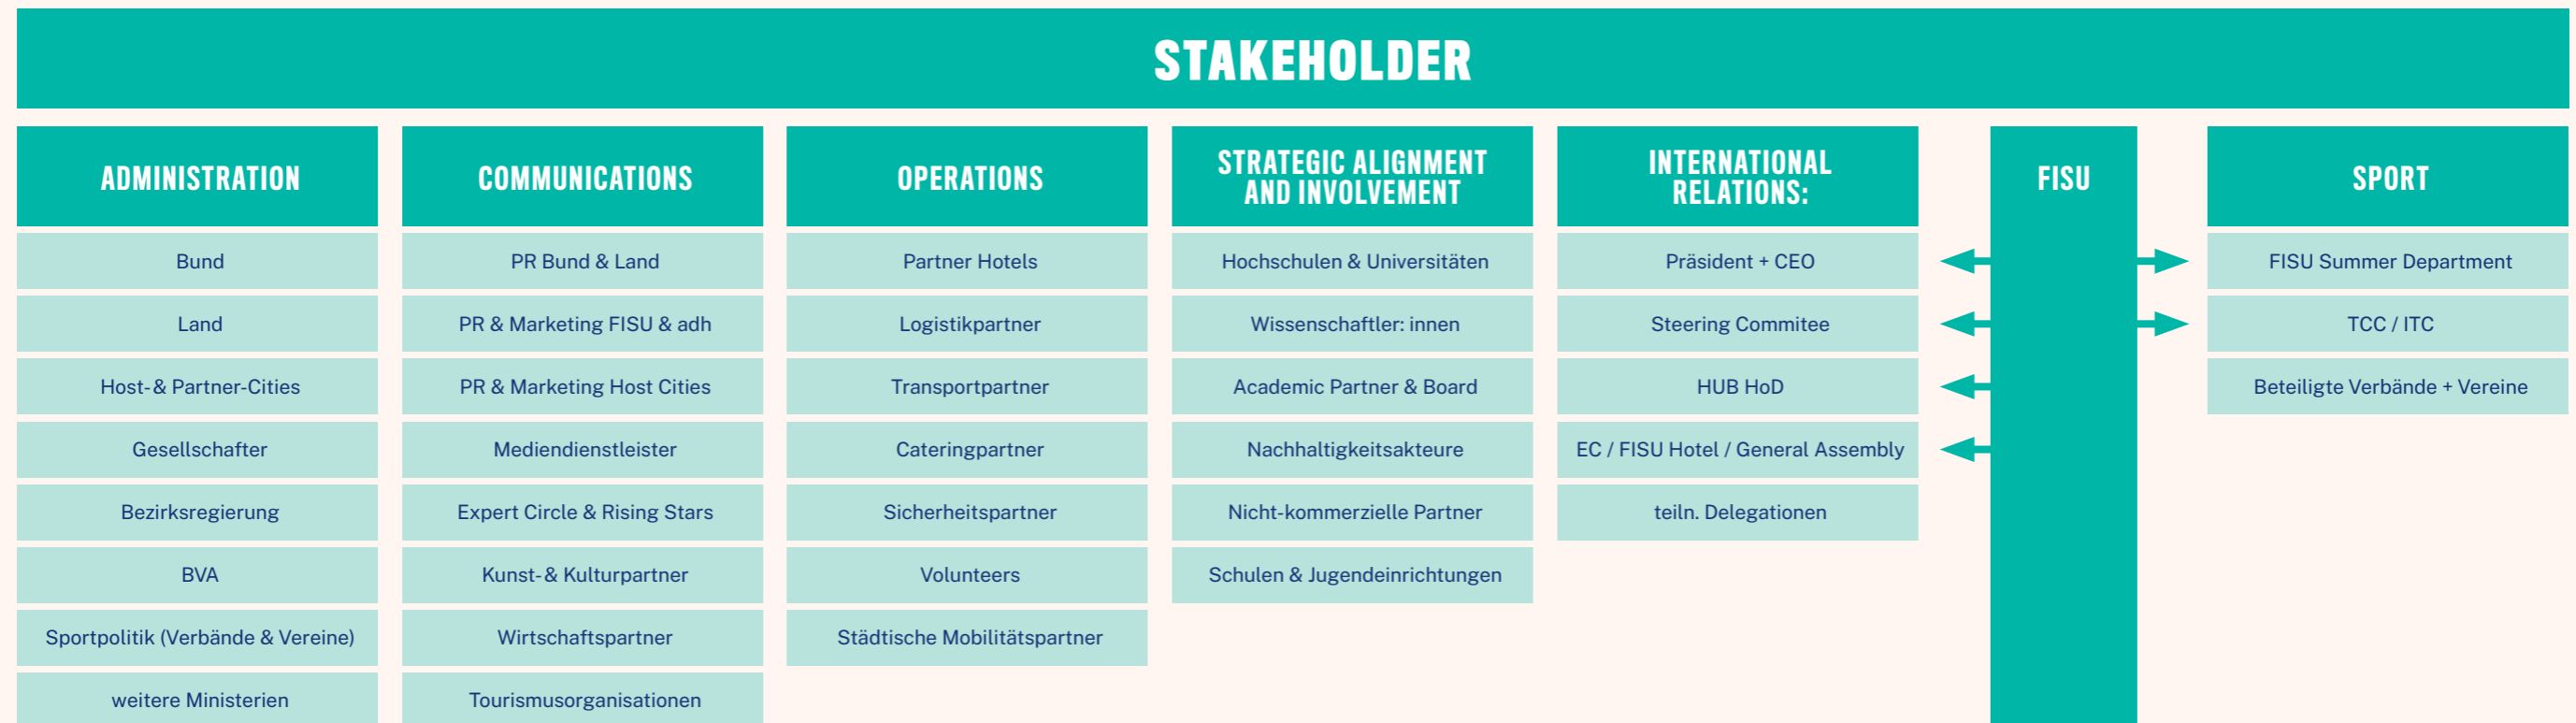 STAKEHOLDER
ADMINISTRATION
Bund
Land
Host-& Partner-Cities
Gesellschafter
Bezirksregierung
BVA
Sportpolitik (Verbände & Vereine)
weitere Ministerien
COMMUNICATIONS
PR Bund & Land
PR & Marketing FISU & adh
PR & Marketing Host Cities
Mediendienstleister
Expert Circle & Rising Stars
Kunst-& Kulturpartner
Wirtschaftspartner
Tourismusorganisationen
OPERATIONS
Partner Hotels
Logistikpartner
Transportpartner
Cateringpartner
Sicherheitspartner
Volunteers
Städtische Mobilitätspartner
STRATEGIC ALIGNMENT
AND INVOLVEMENT
Hochschulen & Universitäten
Wissenschaftler: innen
Academic Partner & Board
Nachhaltigkeitsakteure
Nicht-kommerzielle Partner
Schulen & Jugendeinrichtungen
INTERNATIONAL
RELATIONS:
Präsident + CEO
Steering Commitee
HUB HoD
EC / FISU Hotel / General Assembly
teiln. Delegationen
FISU
SPORT
FISU Summer Department
TCC / ITC
Beteiligte Verbände + Vereine